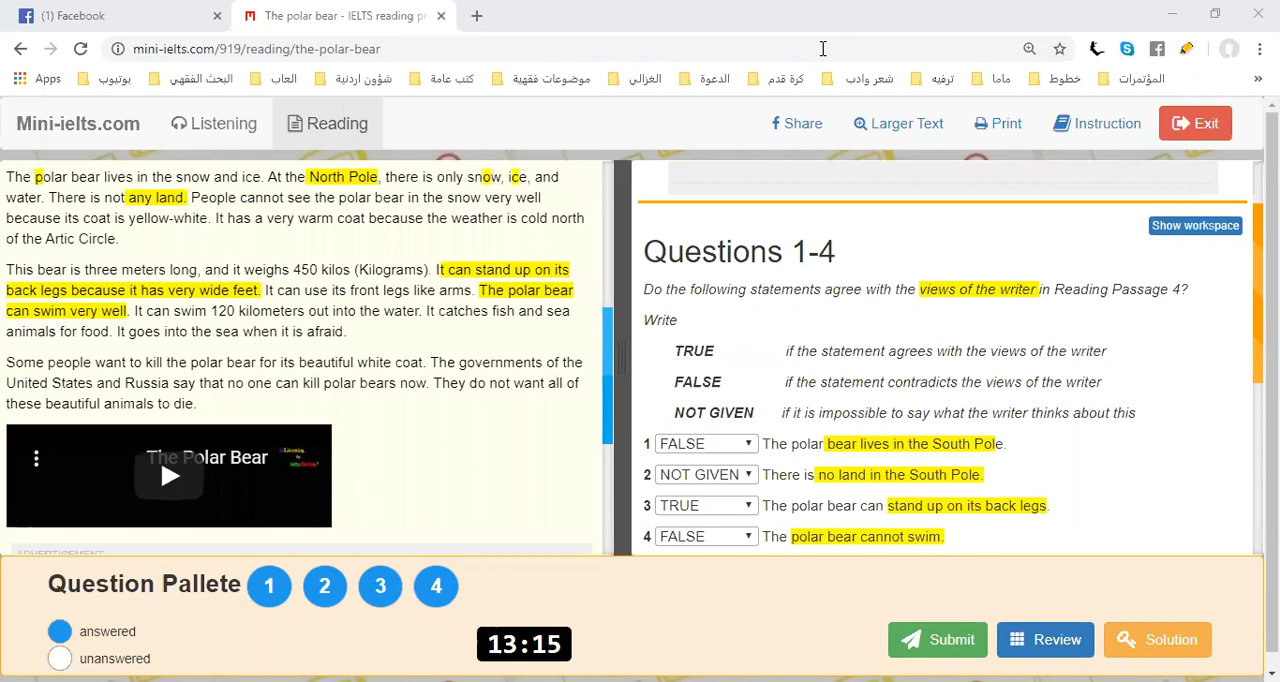 (1) Facebook
The polar bear - IELTS reading pr
mini-ielts.com/919/reading/the-polar-bear
Apps يوتيوب البحث الفقهي العاب شؤون اردنية كتب عامة موضوعات فقهية الغزالي الدعوة كرة قدم شعر وادب ترفيه ماما خطوط المؤتمرات »
Mini-ielts.com Listening Reading Share Larger Text Print Instruction Exit
The polar bear lives in the snow and ice. At the North Pole, there is only snow, ice, and
water. There is not any land. People cannot see the polar bear in the snow very well
because its coat is yellow-white. It has a very warm coat because the weather is cold north
of the Artic Circle.
This bear is three meters long, and it weighs 450 kilos (Kilograms). It can stand up on its
back legs because it has very wide feet. It can use its front legs like arms. The polar bear
can swim very well. It can swim 120 kilometers out into the water. It catches fish and sea
animals for food. It goes into the sea when it is afraid.
Some people want to kill the polar bear for its beautiful white coat. The governments of the
United States and Russia say that no one can kill polar bears now. They do not want all of
these beautiful animals to die.
The Polar Bear
ADVERTISEMENT
Show workspace
Questions 1-4
Do the following statements agree with the views of the writer in Reading Passage 4?
Write
TRUE if the statement agrees with the views of the writer
FALSE if the statement contradicts the views of the writer
NOT GIVEN if it is impossible to say what the writer thinks about this
1 FALSE The polar bear lives in the South Pole.
2 NOT GIVEN There is no land in the South Pole.
3 TRUE The polar bear can stand up on its back legs.
4 FALSE The polar bear cannot swim.
Question Pallete 1 2 3 4
answered
unanswered
13:15
Submit Review Solution